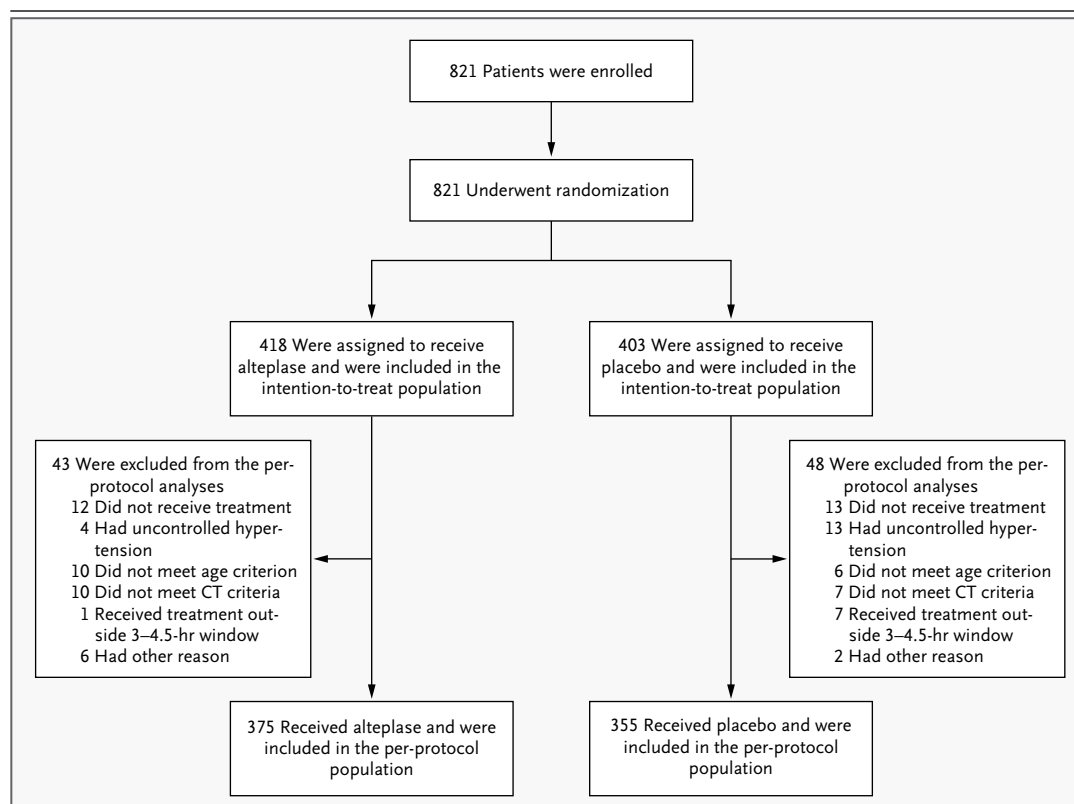 821 Patients were enrolled
821 Underwent randomization
418 Were assigned to receive
alteplase and were included in the
intention-to-treat population
403 Were assigned to receive
placebo and were included in the
intention-to-treat population
43 Were excluded from the per-
protocol analyses
12 Did not receive treatment
4 Had uncontrolled hyper-
tension
10 Did not meet age criterion
10 Did not meet CT criteria
1 Received treatment out-
side 3–4.5-hr window
6 Had other reason
48 Were excluded from the per-
protocol analyses
13 Did not receive treatment
13 Had uncontrolled hyper-
tension
6 Did not meet age criterion
7 Did not meet CT criteria
7 Received treatment out-
side 3–4.5-hr window
2 Had other reason
375 Received alteplase and were
included in the per-protocol
population
355 Received placebo and were
included in the per-protocol
population